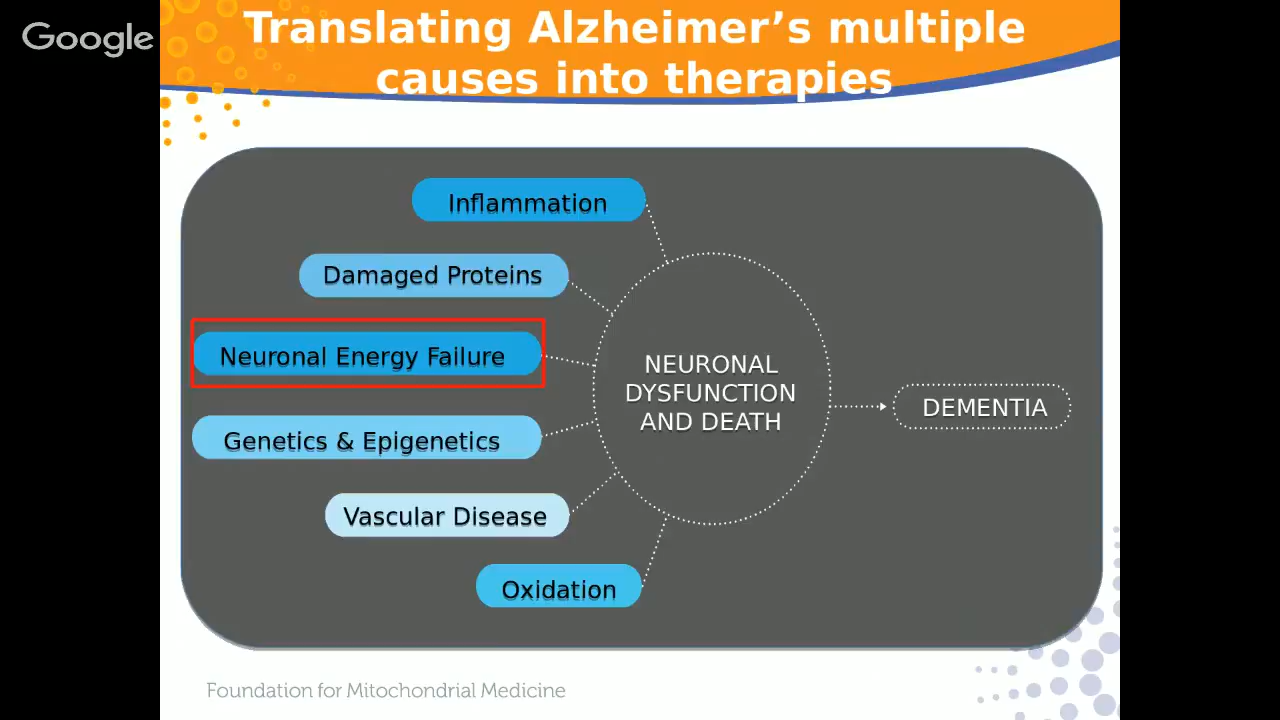 Google
Translating Alzheimer’s multiple
causes into therapies
Inflammation
Damaged Proteins
Neuronal Energy Failure
Genetics & Epigenetics
Vascular Disease
Oxidation
NEURONAL
DYSFUNCTION
AND DEATH
DEMENTIA
Foundation for Mitochondrial Medicine